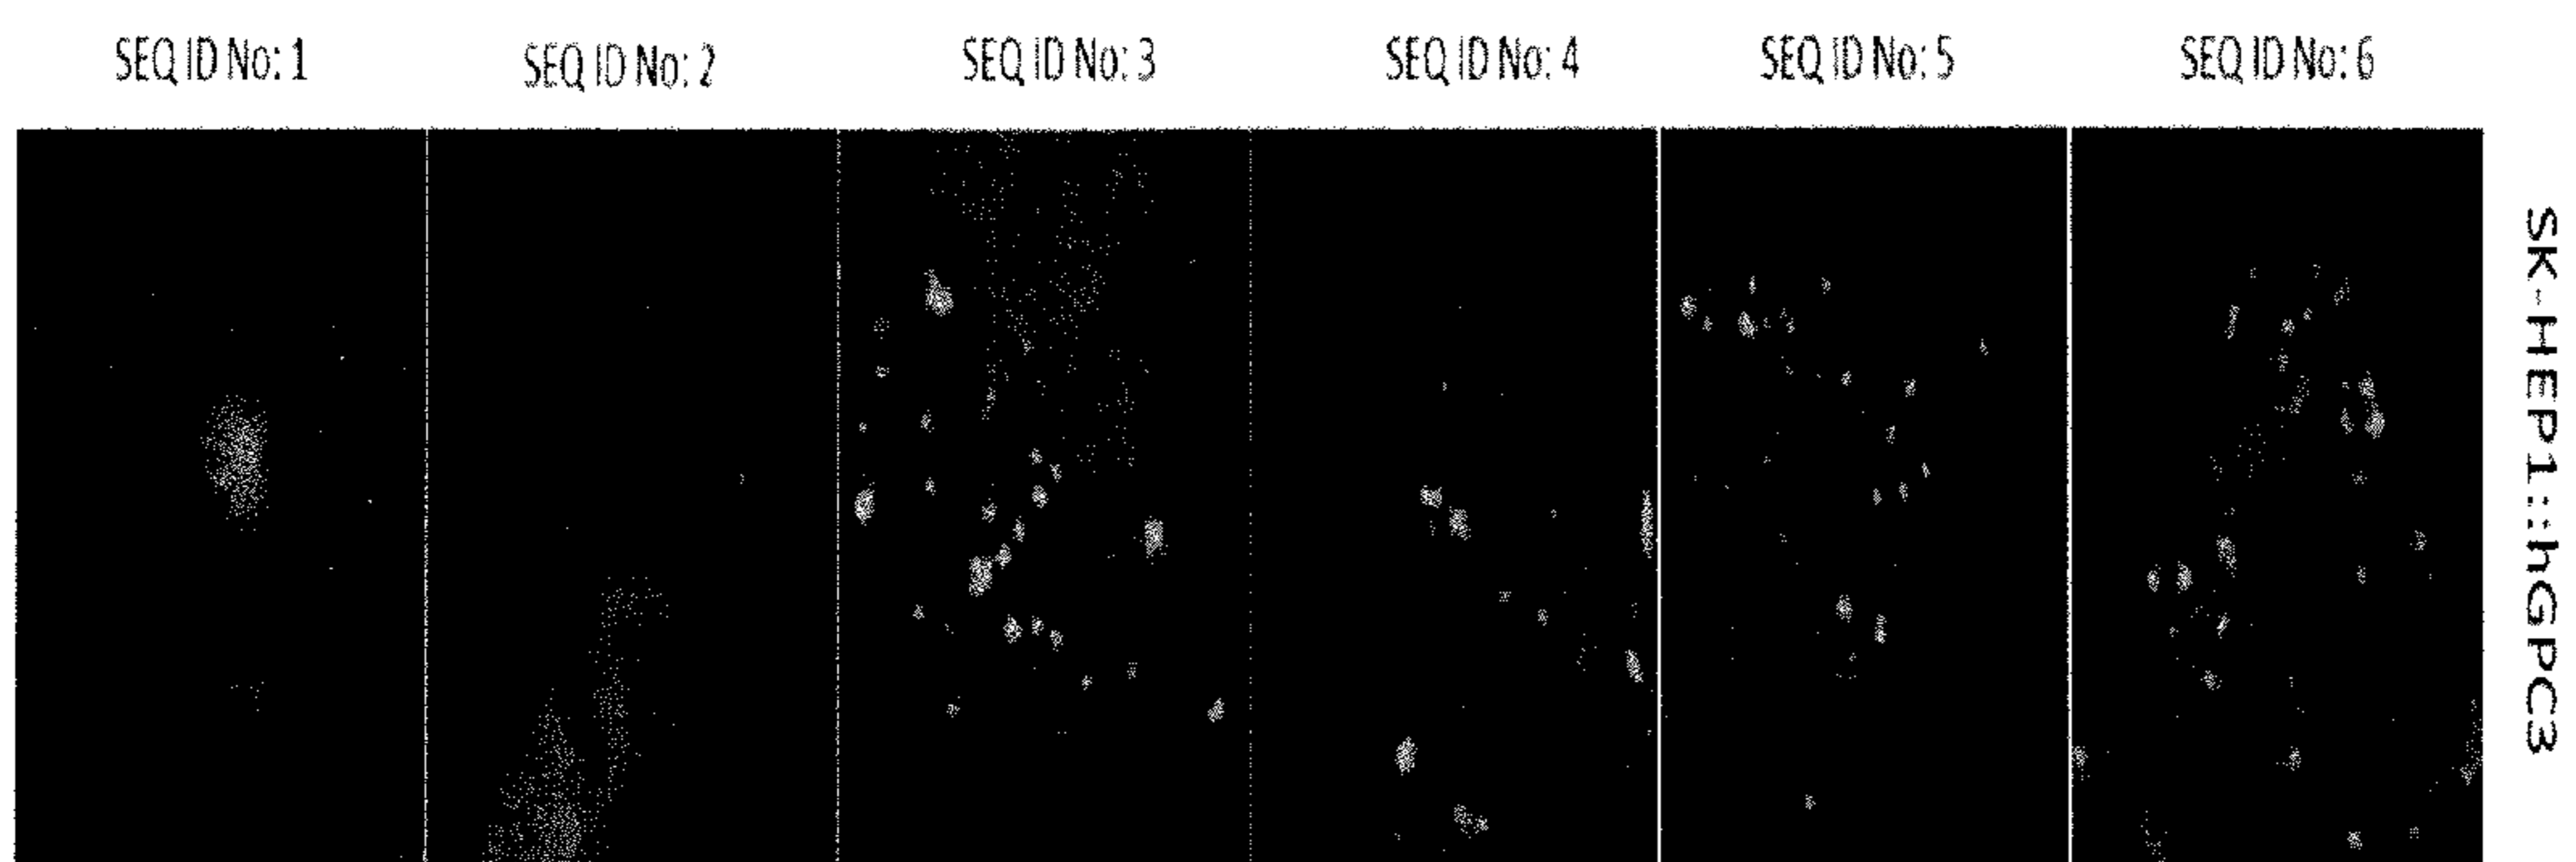 SEQ ID No: 1
SEQ ID No: 2
SEQ ID No: 3
SEQ ID No: 4
SEQ ID No: 5
SEQ ID No: 6
SK-HEP1::hGPC3